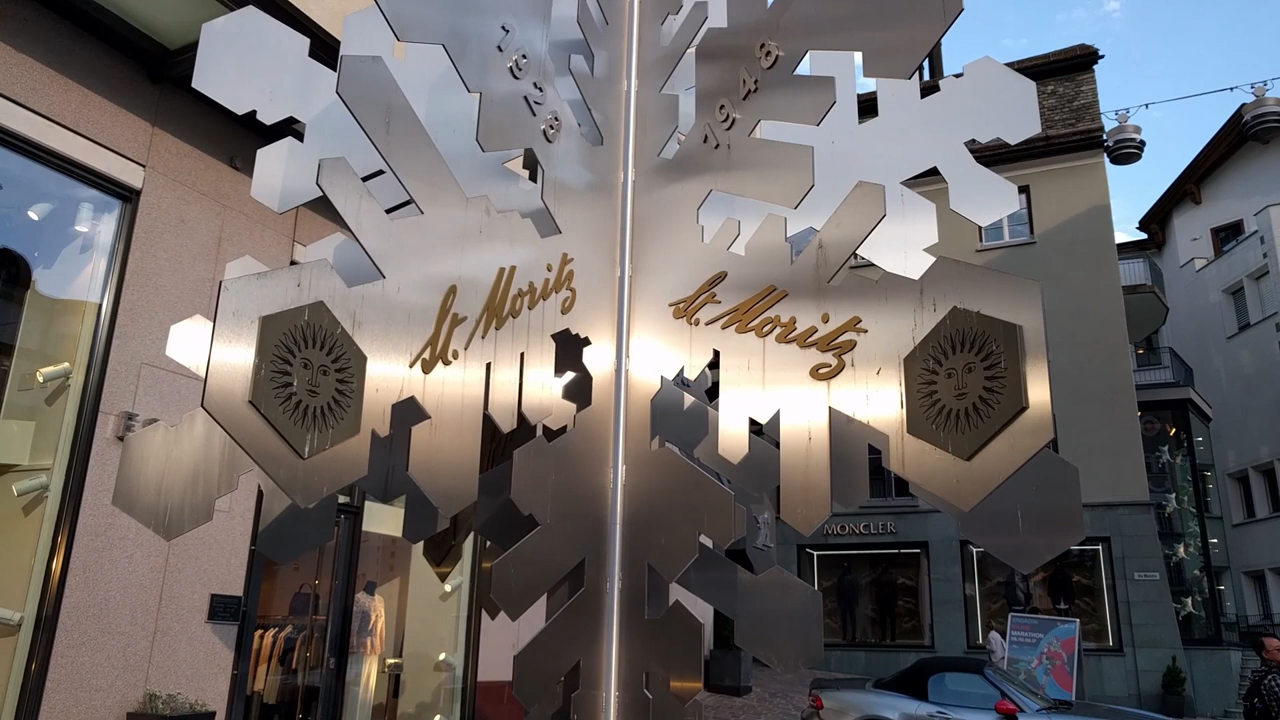 1928
1948
St. Moritz
St. Moritz
MONCLER
MARATHON